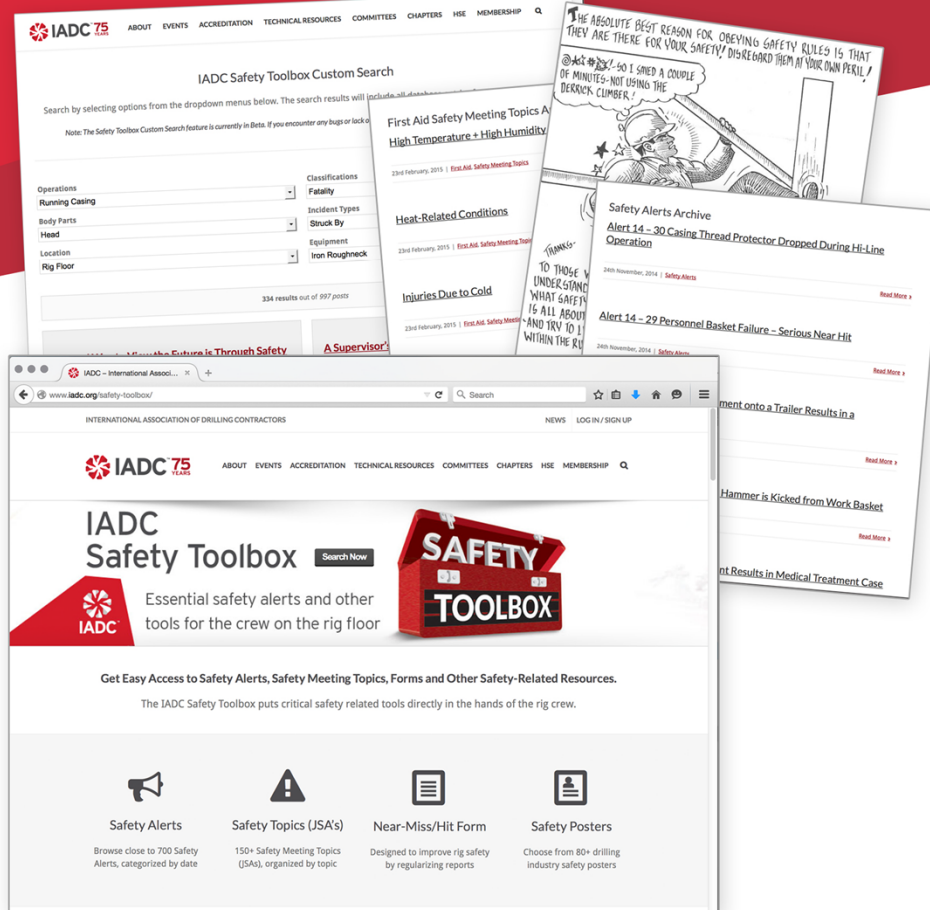 IADC 75 YEARS
ABOUT EVENTS ACCREDITATION TECHNICAL RESOURCES COMMITTEES CHAPTERS HSE MEMBERSHIP
IADC Safety Toolbox Custom Search
Search by selecting options from the dropdown menus below. The search results will include all
Note: The Safety Toolbox Custom Search feature is currently in Beta. If you encounter any bugs or lack o
Operations
Running Casing
Body Parts
Head
Location
Rig Floor
Classifications
Fatality
Incident Types
Struck By
Equipment
Iron Roughneck
334 results out of 997 posts
the Future is Through Safety
A Supervisor's
First Aid Safety Meeting Topics A
High Temperature + High Humidity
23rd February, 2015 | First Aid, Safety Meeting Topics
Heat-Related Conditions
23rd February, 2015 | First Aid, Safety Meeting Topi
Injuries Due to Cold
23rd February, 2015 | First Aid, Safety Meetin
THE ABSOLUTE BEST REASON FOR OBEYING SAFETY RULES IS THAT
THEY ARE THERE FOR YOUR SAFETY! DISREGARD THEM AT YOUR OWN PERIL!
-SO I SAVED A COUPLE
OF MINUTES-NOT USING THE
DERRICK CLIMBER!
THANKS-
TO THOSE
UNDERSTAND
WHAT SAFETY
IS ALL ABOUT
-AND TRY TO
WITHIN THE RU
Safety Alerts Archive
Alert 14 – 30 Casing Thread Protector Dropped During Hi-Line
Operation
24th November, 2014 | Safety Alerts
Read More ›
Alert 14 – 29 Personnel Basket Failure – Serious Near Hit
24th November, 2014 | Safety Alerts
Read More ›
ment onto a Trailer Results in a
Read More ›
Hammer is Kicked from Work Basket
Read More ›
nt Results in Medical Treatment Case
IADC – International Associ... × +
www.iadc.org/safety-toolbox/
Search
INTERNATIONAL ASSOCIATION OF DRILLING CONTRACTORS
NEWS LOG IN / SIGN UP
IADC 75 YEARS
ABOUT EVENTS ACCREDITATION TECHNICAL RESOURCES COMMITTEES CHAPTERS HSE MEMBERSHIP
IADC
Safety Toolbox
Search Now
IADC
Essential safety alerts and other
tools for the crew on the rig floor
SAFETY
TOOLBOX
Get Easy Access to Safety Alerts, Safety Meeting Topics, Forms and Other Safety-Related Resources.
The IADC Safety Toolbox puts critical safety related tools directly in the hands of the rig crew.
Safety Alerts
Browse close to 700 Safety
Alerts, categorized by date
Safety Topics (JSA's)
150+ Safety Meeting Topics
(JSAs), organized by topic
Near-Miss/Hit Form
Designed to improve rig safety
by regularizing reports
Safety Posters
Choose from 80+ drilling
industry safety posters